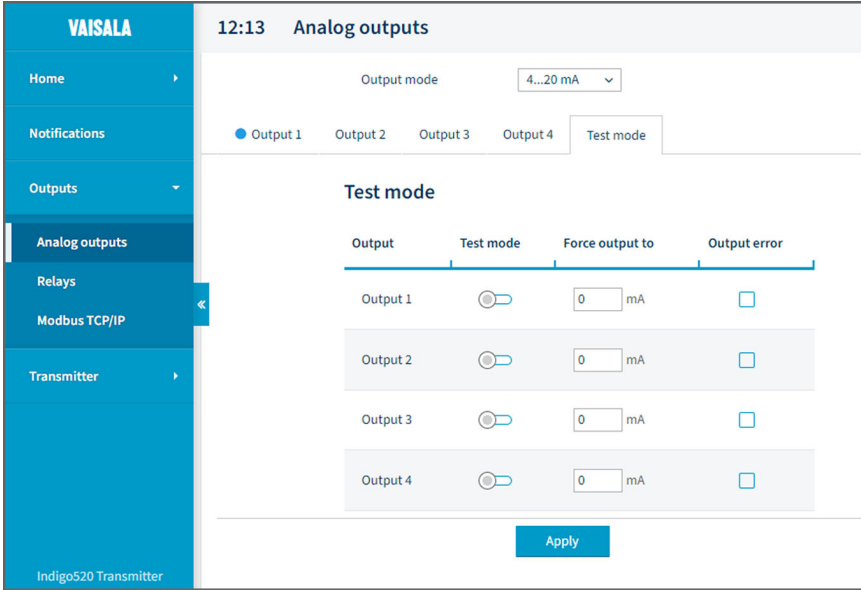 VAISALA
12:13 Analog outputs
Home
Notifications
Outputs
Analog outputs
Relays
Modbus TCP/IP
Transmitter
Indigo520 Transmitter
Output mode 4...20 mA
Output 1 Output 2 Output 3 Output 4 Test mode
Test mode
Output Test mode Force output to Output error
Output 1 0 mA
Output 2 0 mA
Output 3 0 mA
Output 4 0 mA
Apply